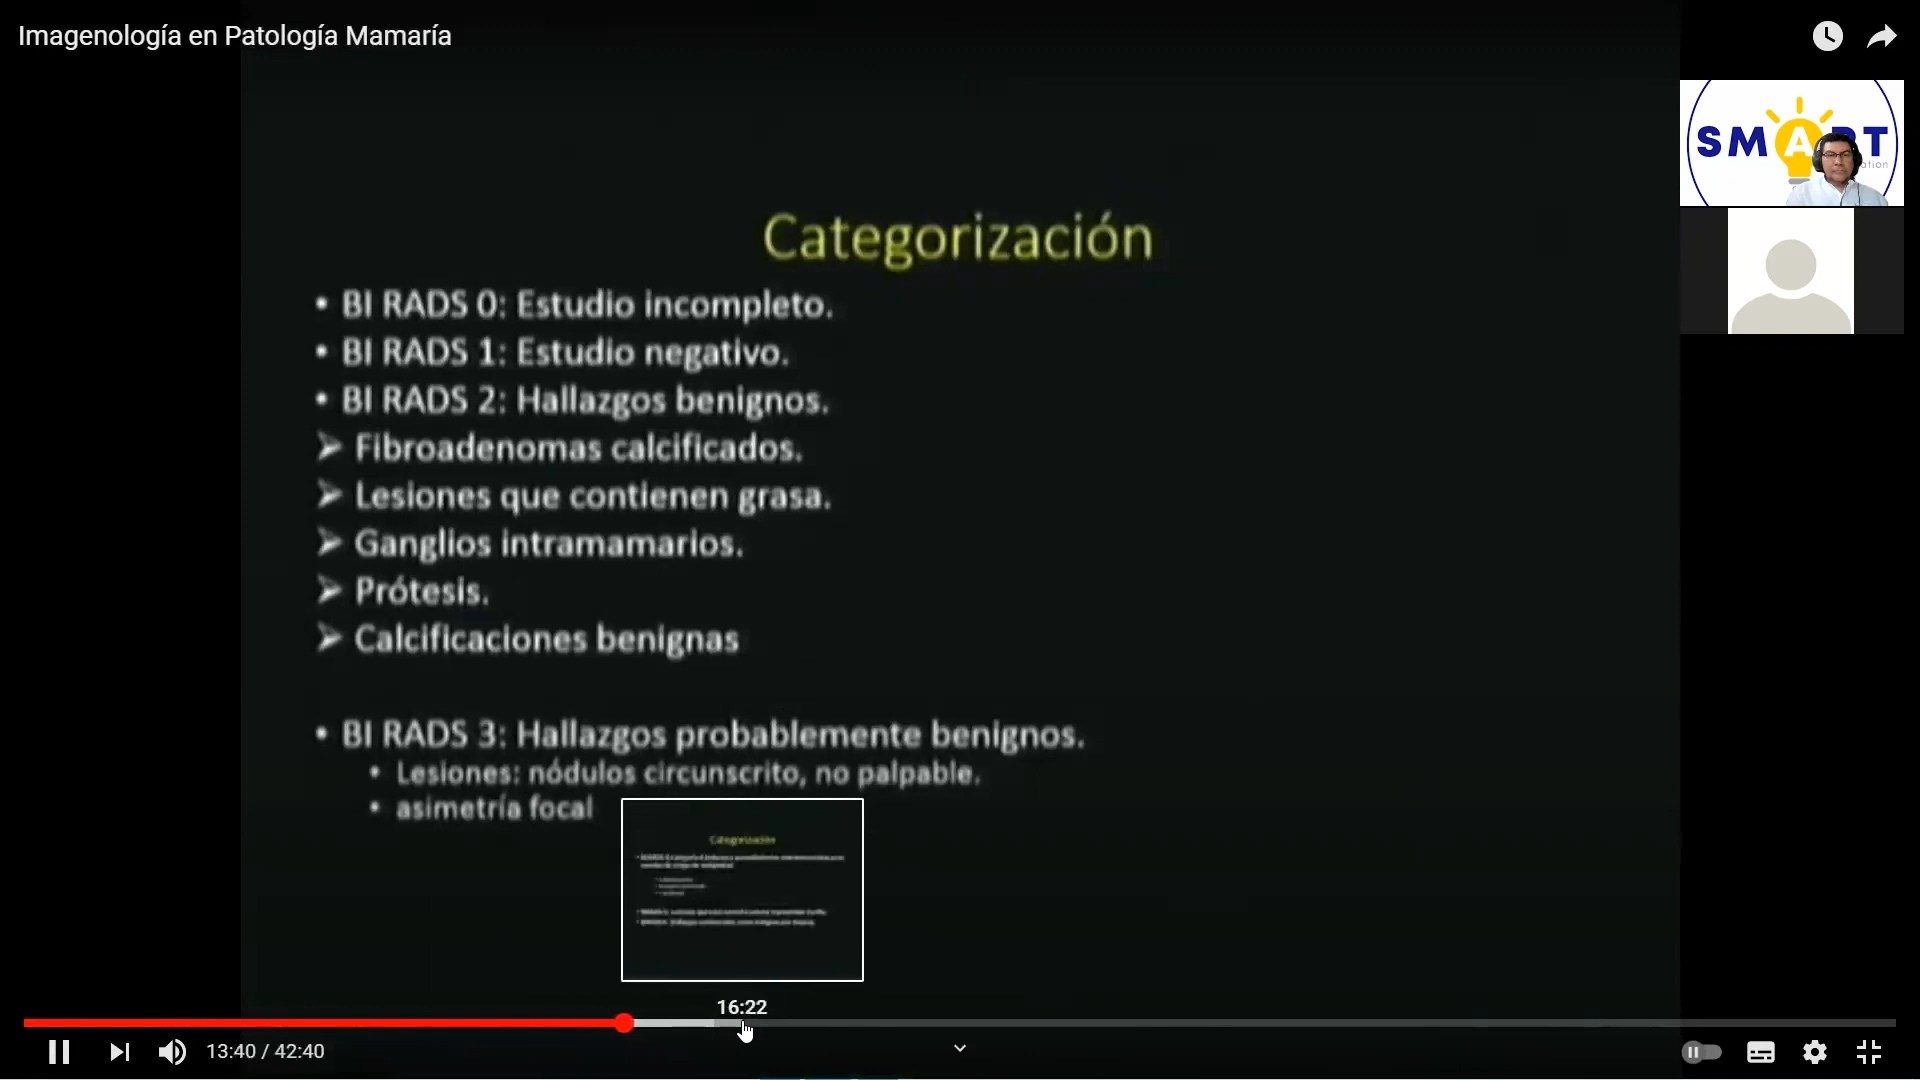 Imagenología en Patología Mamaría
SMART
Categorización
• BI RADS 0: Estudio incompleto.
• BI RADS 1: Estudio negativo.
• BI RADS 2: Hallazgos benignos.
➤ Fibroadenomas calcificados.
➤ Lesiones que contienen grasa.
➤ Ganglios intramamarios.
➤ Prótesis.
➤ Calcificaciones benignas
• BI RADS 3: Hallazgos probablemente benignos.
• Lesiones: nódulos circunscrito, no palpable.
• asimetría focal
Categorización
16:22
13:40 / 42:40